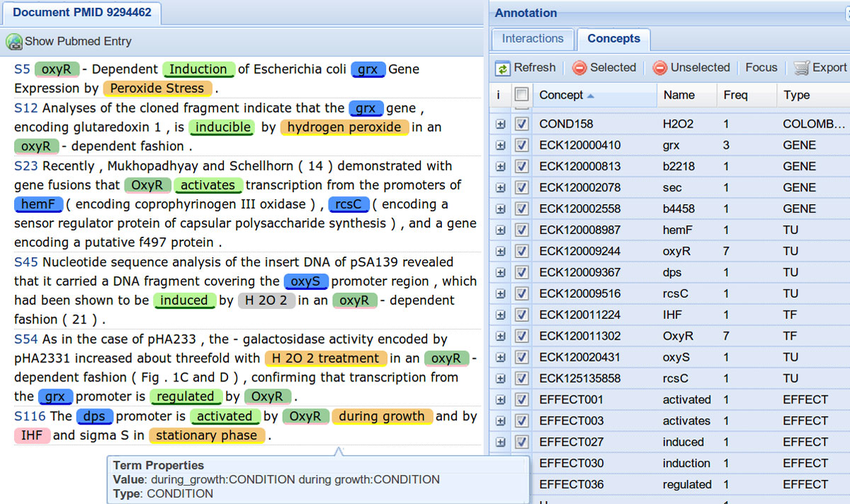 Document PMID 9294462
Show Pubmed Entry
S5 oxyR - Dependent Induction of Escherichia coli grx Gene
Expression by Peroxide Stress .
S12 Analyses of the cloned fragment indicate that the grx gene ,
encoding glutaredoxin 1 , is inducible by hydrogen peroxide in an
oxyR - dependent fashion .
S23 Recently , Mukhopadhyay and Schellhorn ( 14 ) demonstrated with
gene fusions that OxyR activates transcription from the promoters of
hemF ( encoding coprophyrinogen III oxidase ) , rcsC ( encoding a
sensor regulator protein of capsular polysaccharide synthesis ) , and a gene
encoding a putative f497 protein .
S45 Nucleotide sequence analysis of the insert DNA of pSA139 revealed
that it carried a DNA fragment covering the oxyS promoter region , which
had been shown to be induced by H 2O 2 in an oxyR - dependent
fashion ( 21 ) .
S54 As in the case of pHA233 , the - galactosidase activity encoded by
pHA2331 increased about threefold with H 2O 2 treatment in an oxyR -
dependent fashion ( Fig . 1C and D ) , confirming that transcription from
the grx promoter is regulated by OxyR .
S116 The dps promoter is activated by OxyR during growth and by
IHF and sigma S in stationary phase .
Term Properties
Value: during_growth:CONDITION during growth:CONDITION
Type: CONDITION
Annotation
Interactions Concepts
Refresh Selected Unselected Focus Export
i Concept Name Freq Type
COND158 H2O2 1 COLOMB...
ECK120000410 grx 3 GENE
ECK120000813 b2218 1 GENE
ECK120002078 sec 1 GENE
ECK120002558 b4458 1 GENE
ECK120008987 hemF 1 TU
ECK120009244 oxyR 7 TU
ECK120009367 dps 1 TU
ECK120009516 rcsC 1 TU
ECK120011224 IHF 1 TF
ECK120011302 OxyR 7 TF
ECK120020431 oxyS 1 TU
ECK125135858 rcsC 1 TU
EFFECT001 activated 1 EFFECT
EFFECT003 activates 1 EFFECT
EFFECT027 induced 1 EFFECT
EFFECT030 induction 1 EFFECT
EFFECT036 regulated 1 EFFECT